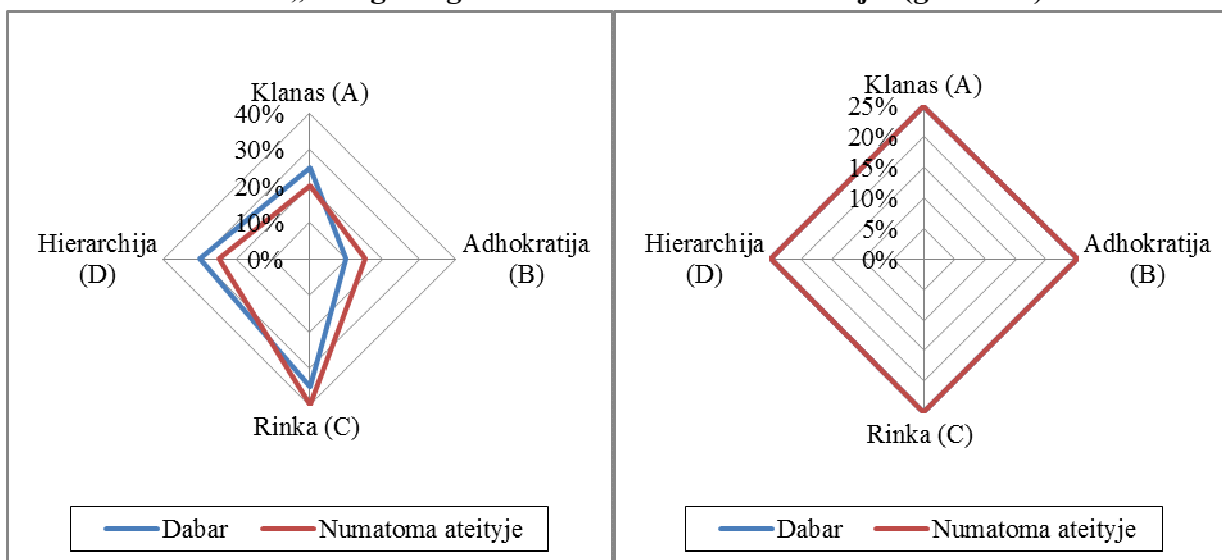 Klanas (A)
40%
30%
20%
10%
0%
Hierarchija
(D)
Adhokratija
(B)
Rinka (C)
Dabar
Numatoma ateityje
Klanas (A)
25%
20%
15%
10%
5%
0%
Hierarchija
(D)
Adhokratija
(B)
Rinka (C)
Dabar
Numatoma ateityje